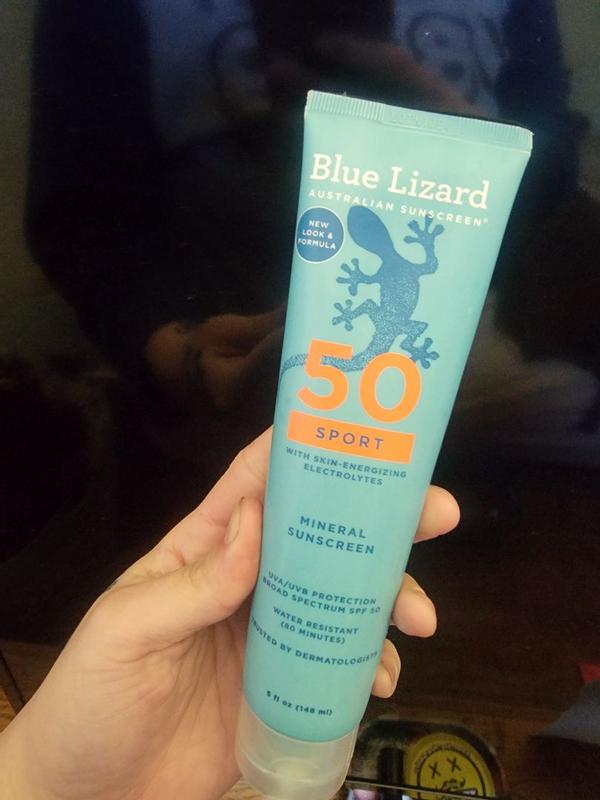 Blue Lizard
AUSTRALIAN SUNSCREEN®
NEW
LOOK &
FORMULA
50
SPORT
WITH SKIN-ENERGIZING
ELECTROLYTES
MINERAL
SUNSCREEN
UVA/UVB PROTECTION
BROAD SPECTRUM SPF 50
WATER RESISTANT
(80 MINUTES)
TRUSTED BY DERMATOLOGISTS
5 fl oz (148 ml)